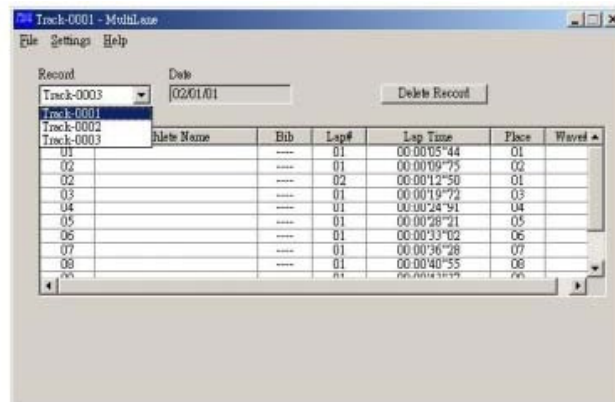 Track-0001 - MultiLane
File Settings Help
Record Date
Track-0003 02/01/01 Delete Record
Track-0001
Track-0002
Track-0003
hlete Name Bib Lap# Lap Time Place Wave#
01 ---- 01 00:00'05"44 01
02 ---- 01 00:00'09"75 02
02 ---- 02 00:00'12"50 01
03 ---- 01 00:00'19"72 03
04 ---- 01 00:00'24"91 04
05 ---- 01 00:00'28"21 05
06 ---- 01 00:00'33"02 06
07 ---- 01 00:00'36"28 07
08 ---- 01 00:00'40"55 08